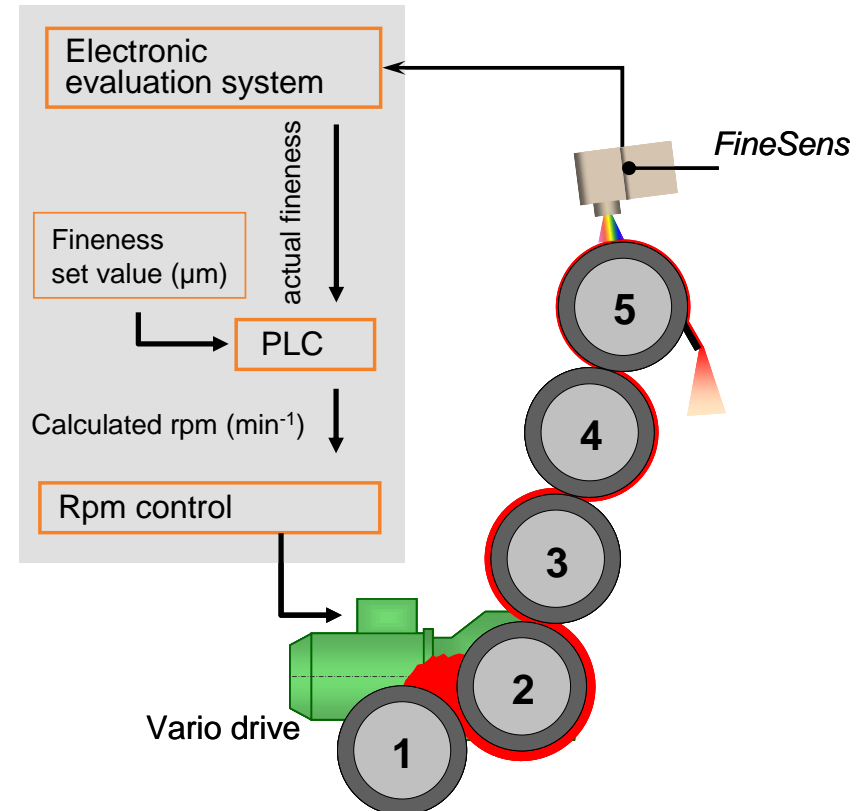 Electronic
evaluation system
FineSens
actual fineness
Fineness
set value (µm)
PLC
Calculated rpm (min⁻¹)
Rpm control
Vario drive
5
4
3
2
1